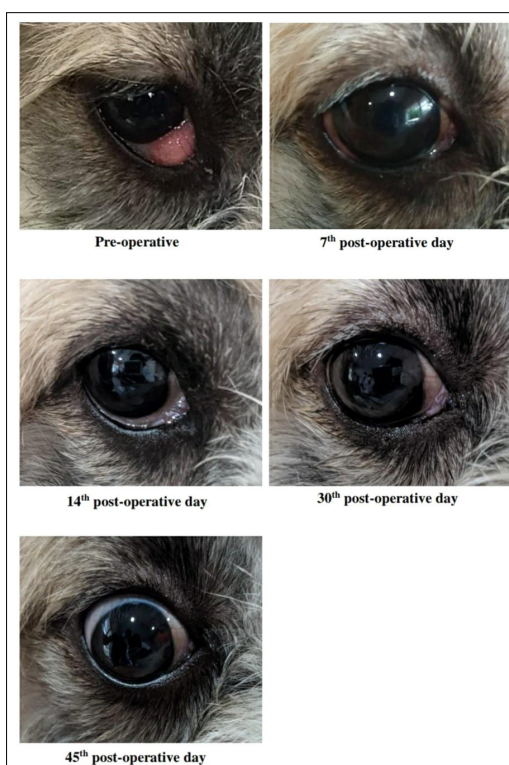 Pre-operative
7th post-operative day
14th post-operative day
30th post-operative day
45th post-operative day